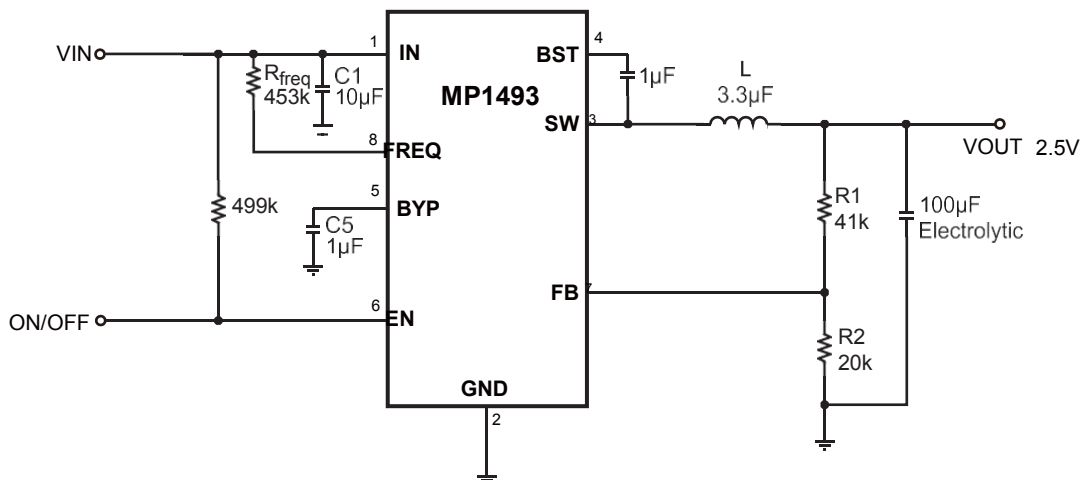 VIN
1
IN
Rfreq
453k
C1
10µF
MP1493
BST
4
1µF
L
3.3µF
SW
3
VOUT 2.5V
8
FREQ
499k
5
BYP
C5
1µF
R1
41k
100µF
Electrolytic
FB
7
ON/OFF
6
EN
R2
20k
GND
2